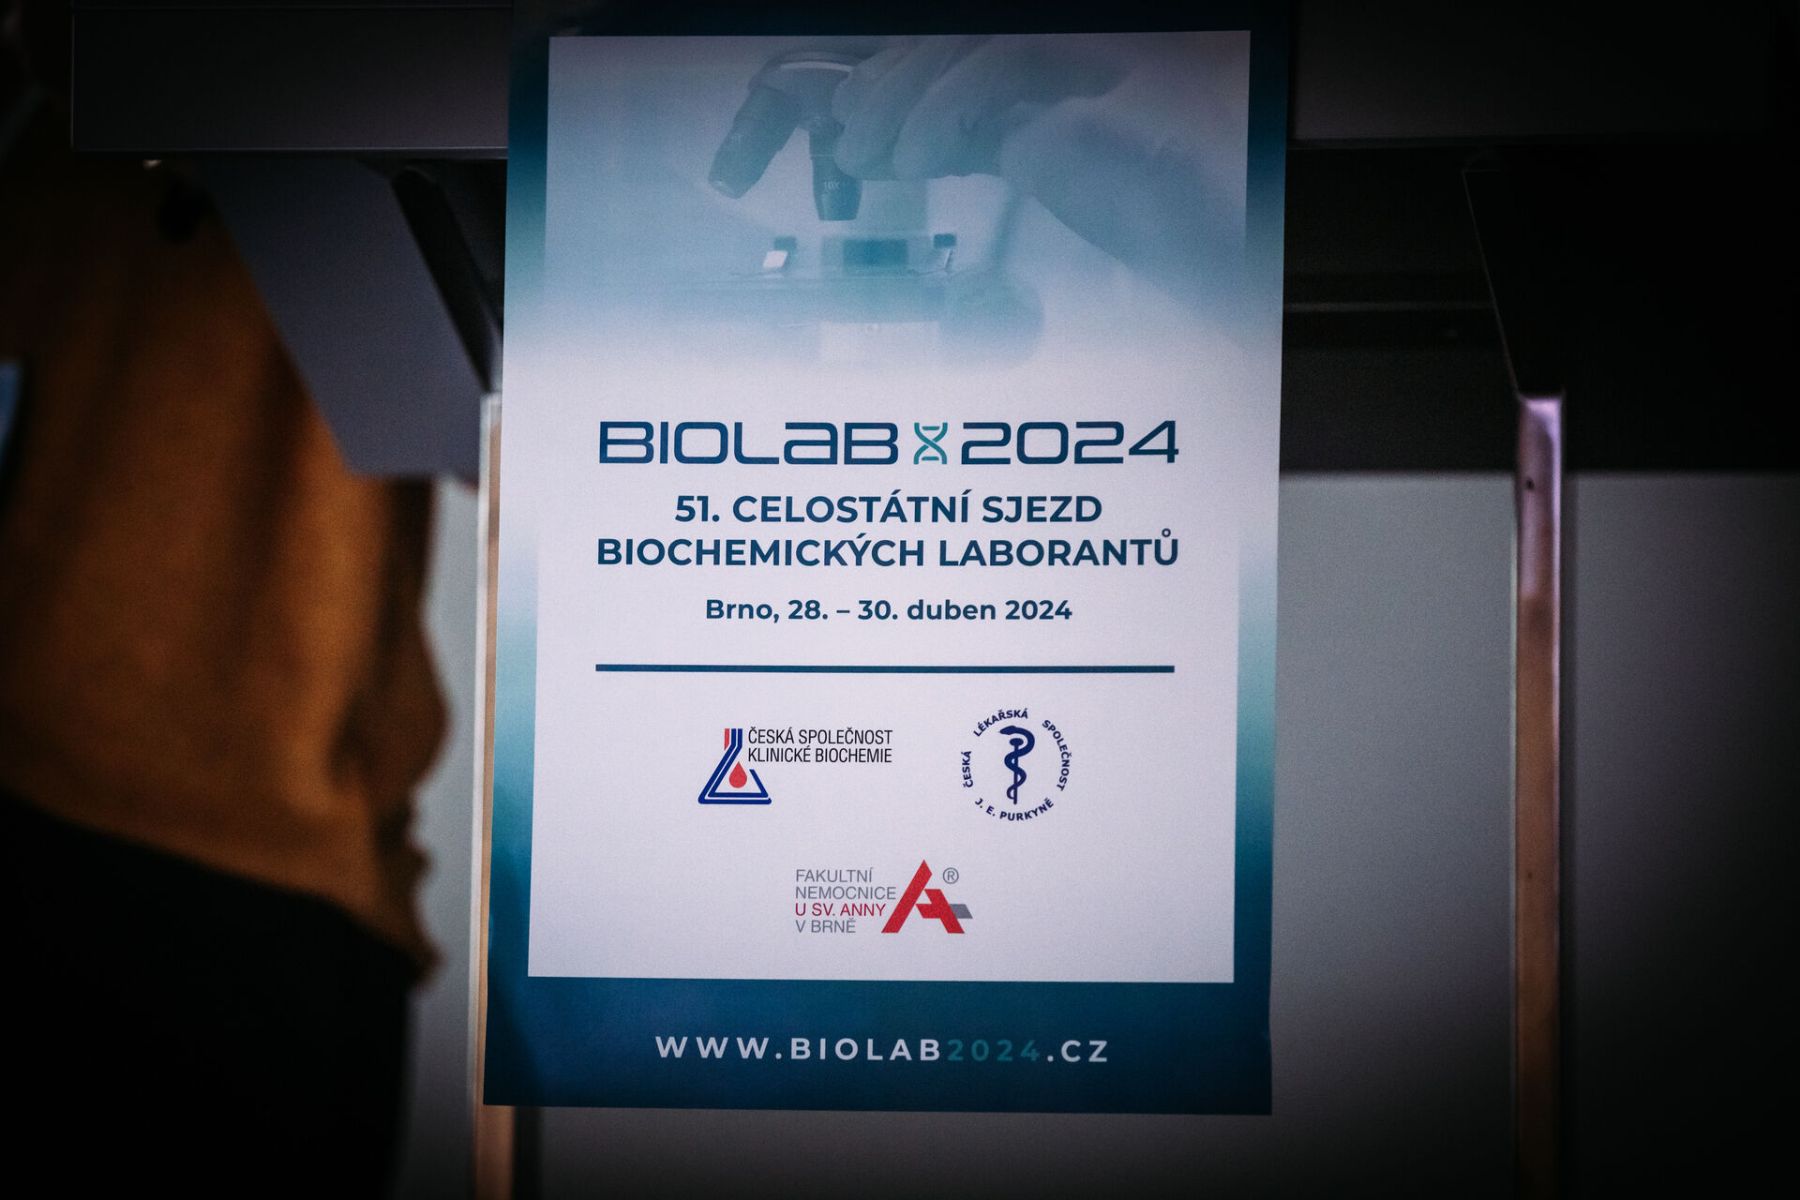 BIOLAB 2024
51. CELOSTÁTNÍ SJEZD
BIOCHEMICKÝCH LABORANTŮ
Brno, 28. – 30. duben 2024
ČESKÁ SPOLEČNOST
KLINICKÉ BIOCHEMIE
ČESKÁ LÉKAŘSKÁ SPOLEČNOST
J. E. PURKYNĚ
FAKULTNÍ
NEMOCNICE
U SV. ANNY
V BRNĚ
®
WWW.BIOLAB2024.CZ